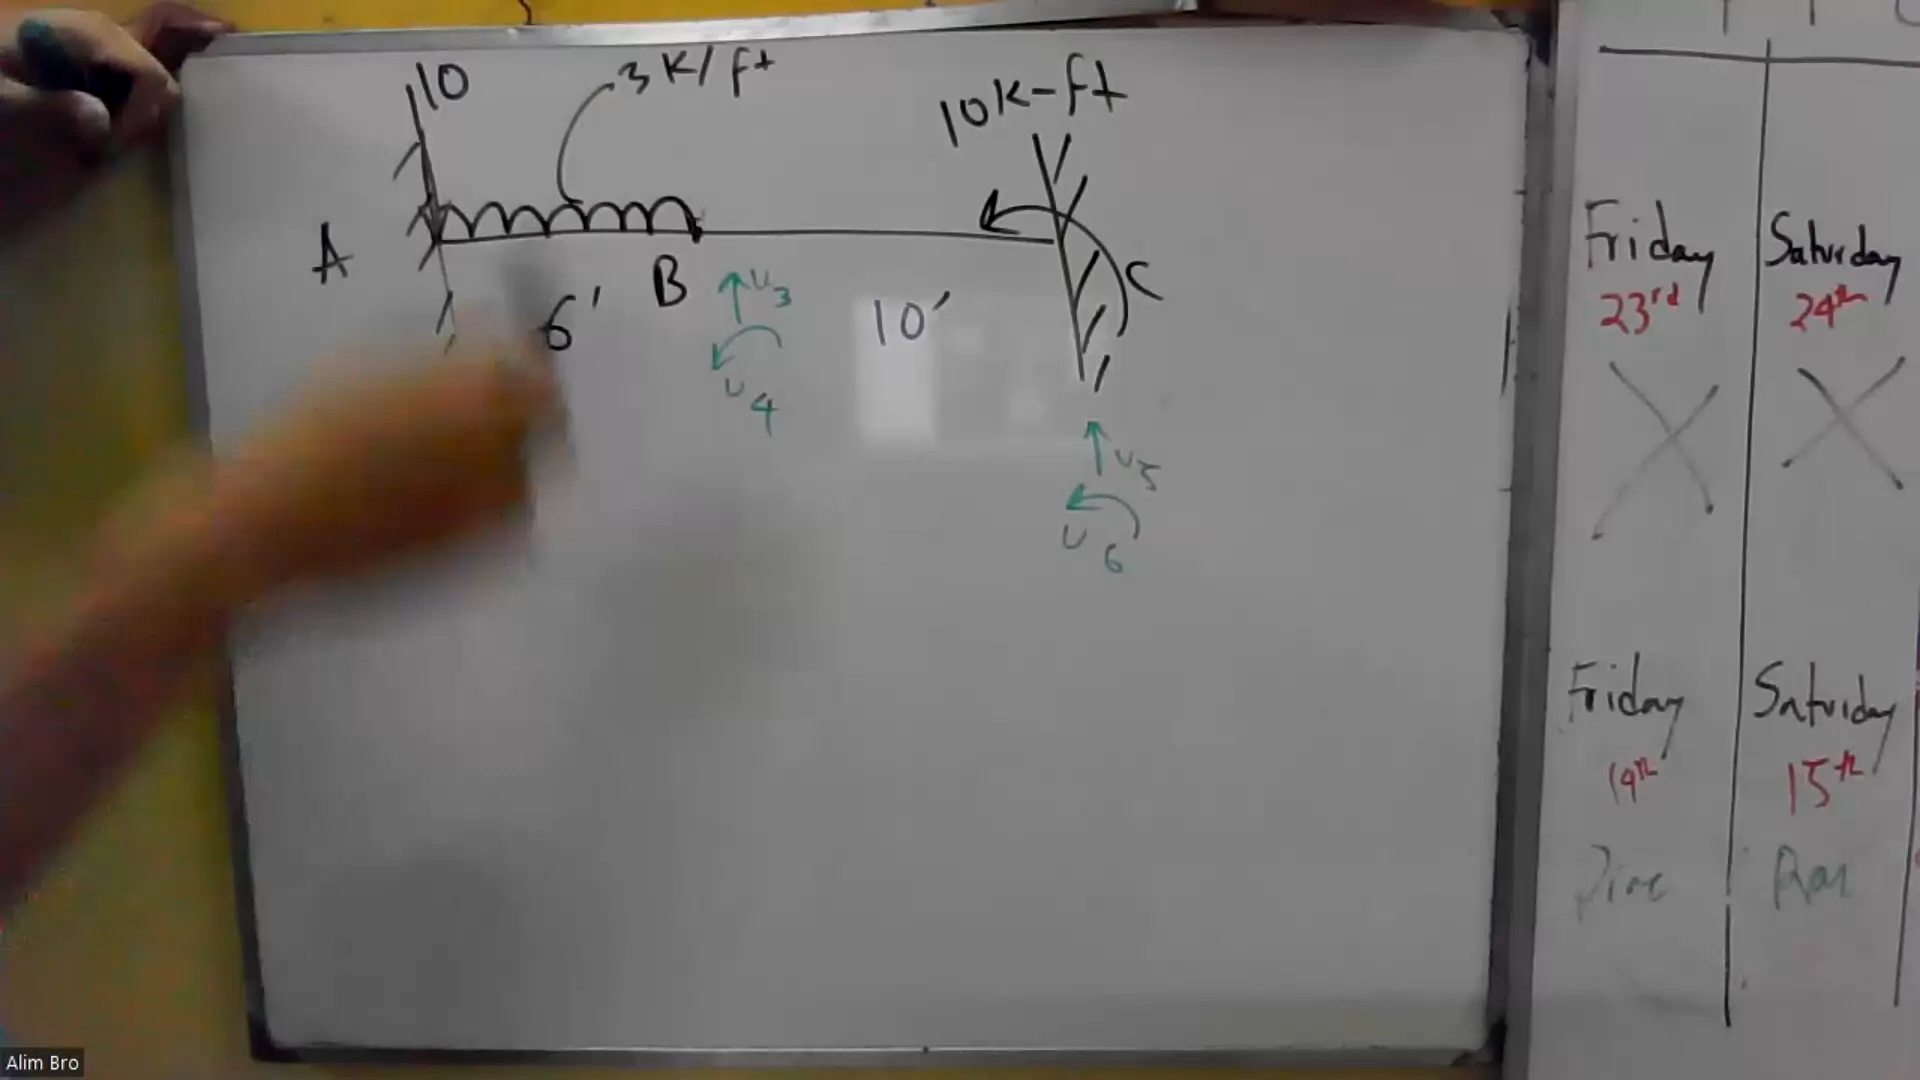 10
3 K/ft
10 K-ft
A
B
C
6'
10'
u3
u4
u5
u6
Friday
23rd
Saturday
24th
Friday
Saturday
15th
Alim Bro